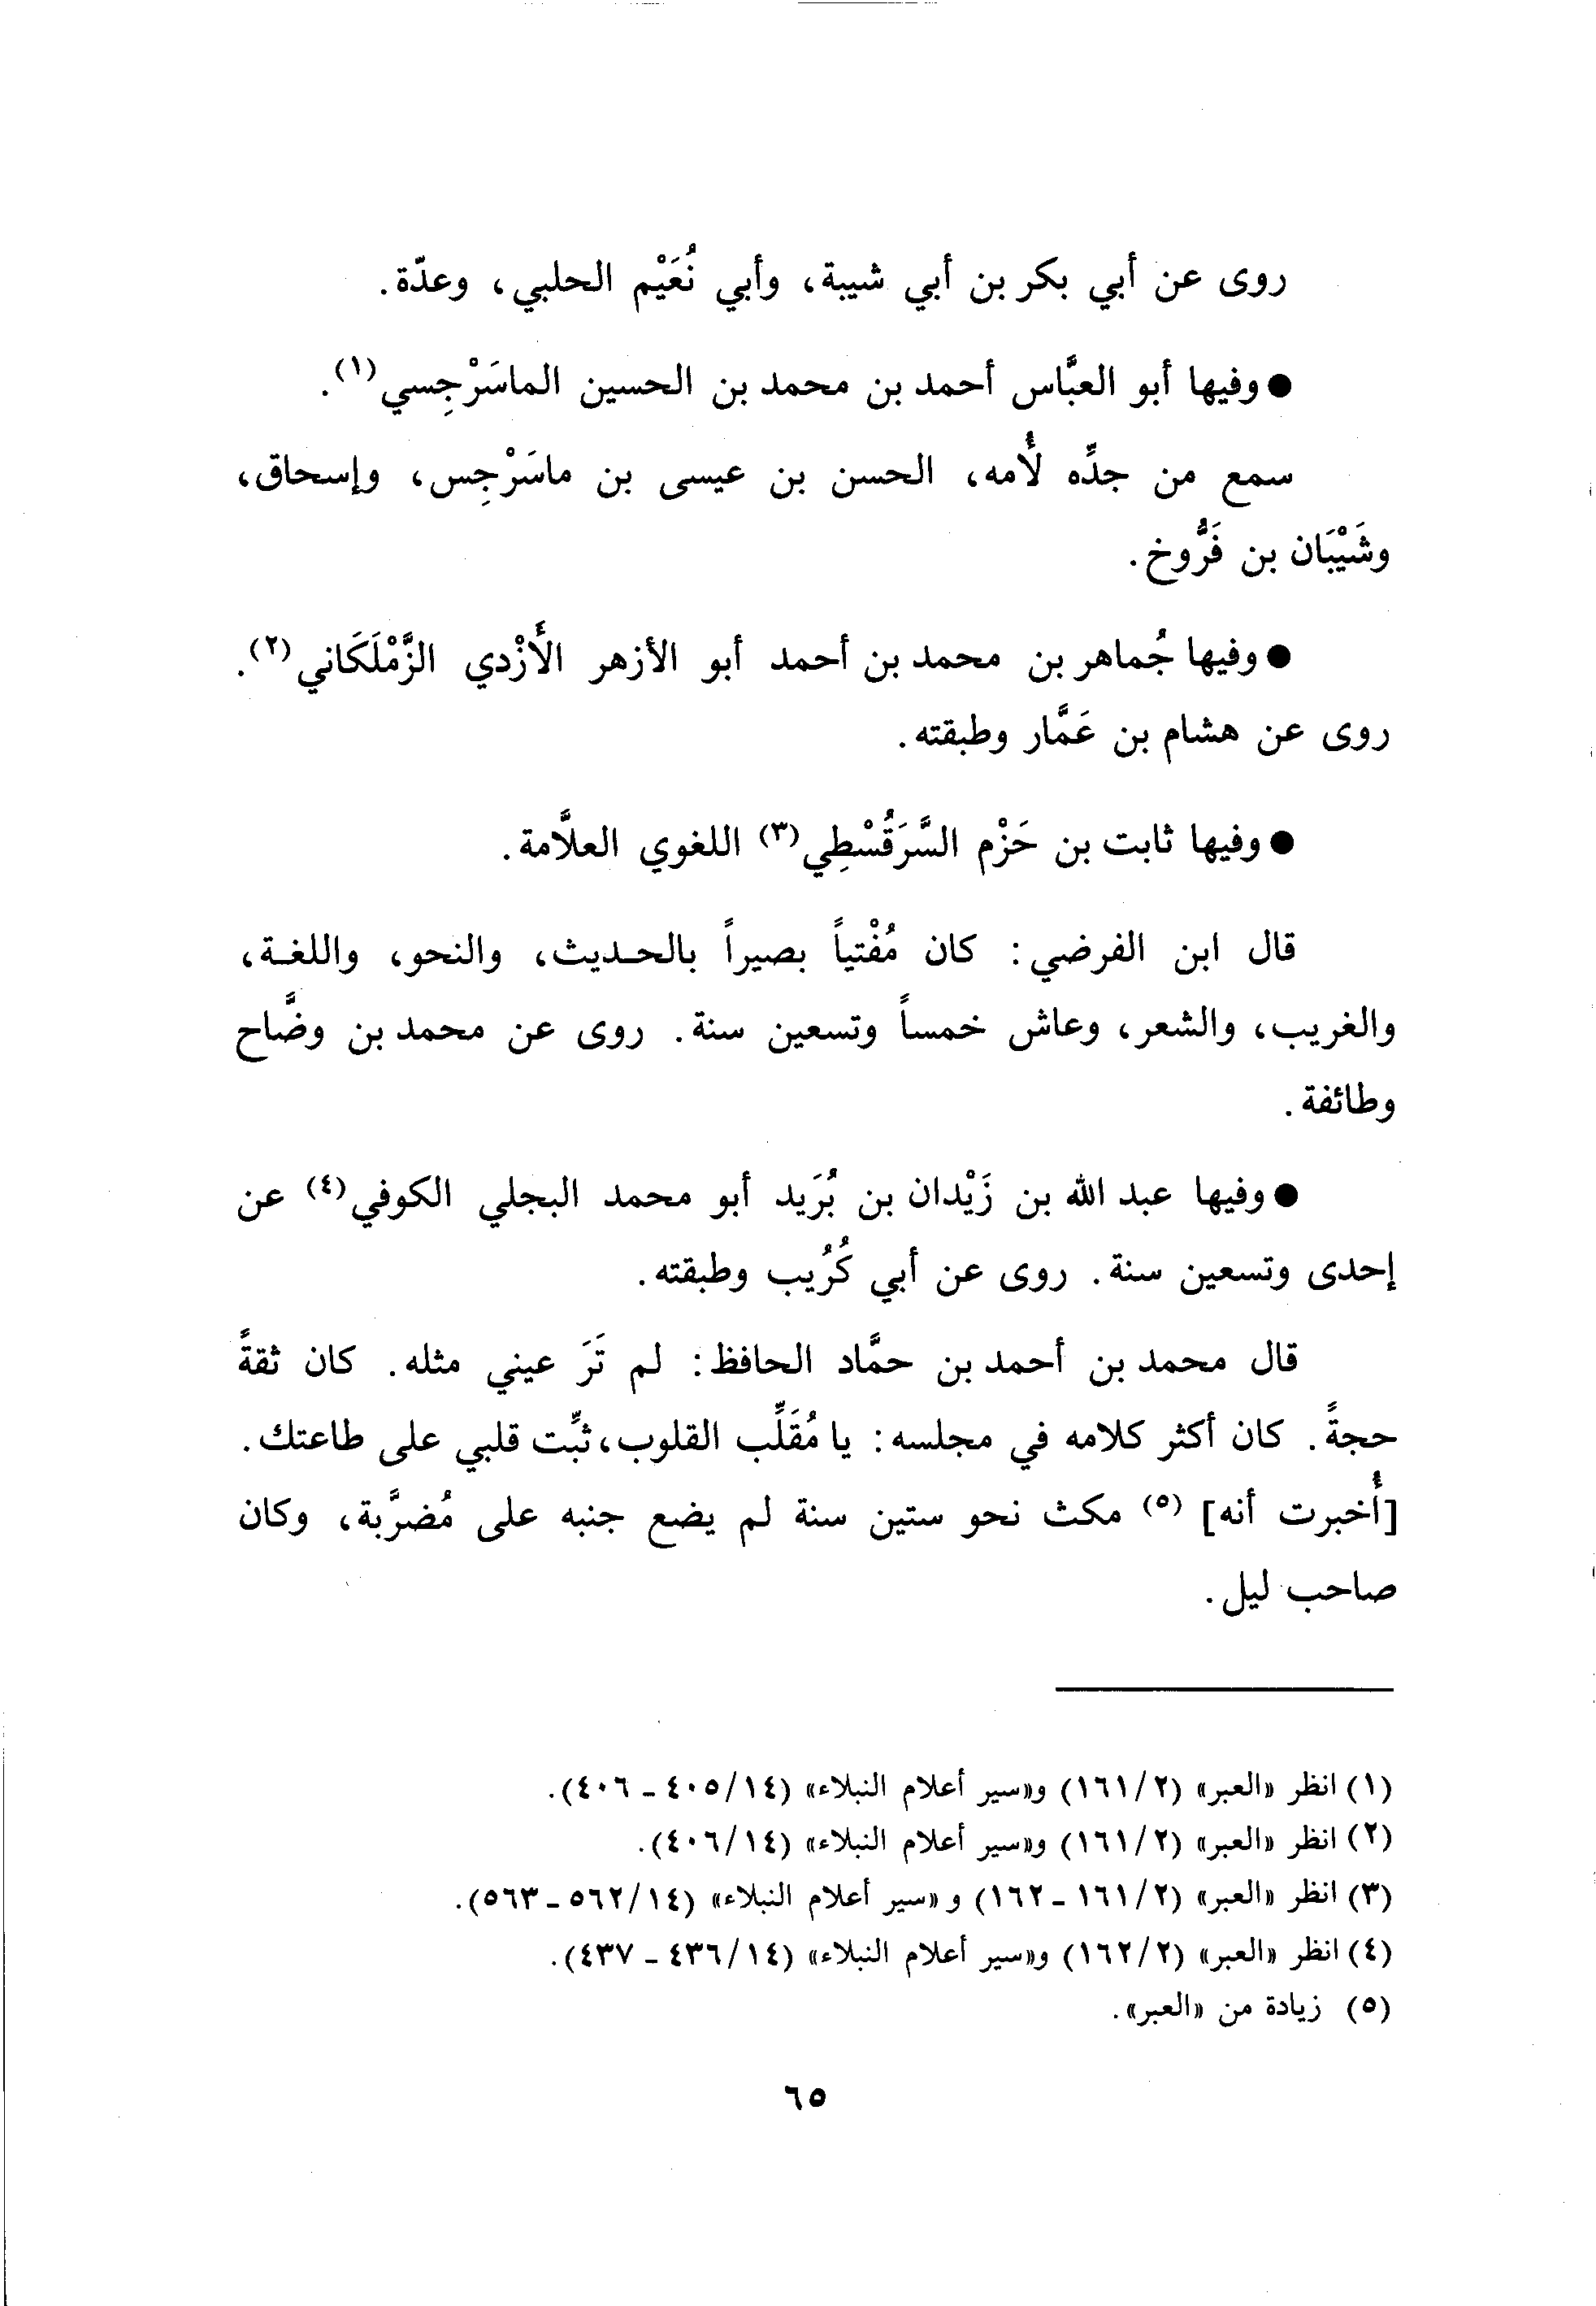 روى عن أبي بكر بن أبي شيبة، وأبي نُعَيْم الحلبي، وعدّة.
● وفيها أبو العبَّاس أحمد بن محمد بن الحسين الماسَرْجِسي(١).
سمع من جدِّه لأُمه، الحسن بن عيسى بن ماسَرْجِس، وإسحاق،
وشَيْبَان بن فَرُّوخ.
● وفيها جُماهر بن محمد بن أحمد أبو الأزهر الأَزْدي الزَّمْلَكَاني(٢).
روى عن هشام بن عَمَّار وطبقته.
● وفيها ثابت بن حَزْم السَّرَقُسْطِي(٣) اللغوي العلاَّمة.
قال ابن الفرضي: كان مُفْتياً بصيراً بالحديث، والنحو، واللغة،
والغريب، والشعر، وعاش خمساً وتسعين سنة. روى عن محمد بن وضَّاح
وطائفة.
● وفيها عبد الله بن زَيْدان بن بُرَيد أبو محمد البجلي الكوفي(٤) عن
إحدى وتسعين سنة. روى عن أبي كُرُيب وطبقته.
قال محمد بن أحمد بن حمَّاد الحافظ: لم تَرَ عيني مثله. كان ثقةً
حجةً. كان أكثر كلامه في مجلسه: يا مُقَلِّب القلوب، ثبِّت قلبي على طاعتك.
[أُخبرت أنه](٥) مكث نحو ستين سنة لم يضع جنبه على مُضرَّبة، وكان
صاحب ليل.
(١) انظر «العبر» (١٦١/٢) و«سير أعلام النبلاء» (٤٠٥/١٤ ـ ٤٠٦).
(٢) انظر «العبر» (١٦١/٢) و«سير أعلام النبلاء» (٤٠٦/١٤).
(٣) انظر «العبر» (١٦١/٢ ـ ١٦٢) و«سير أعلام النبلاء» (٥٦٢/١٤ ـ ٥٦٣).
(٤) انظر «العبر» (١٦٢/٢) و«سير أعلام النبلاء» (٤٣٦/١٤ ـ ٤٣٧).
(٥) زيادة من «العبر».
٦٥